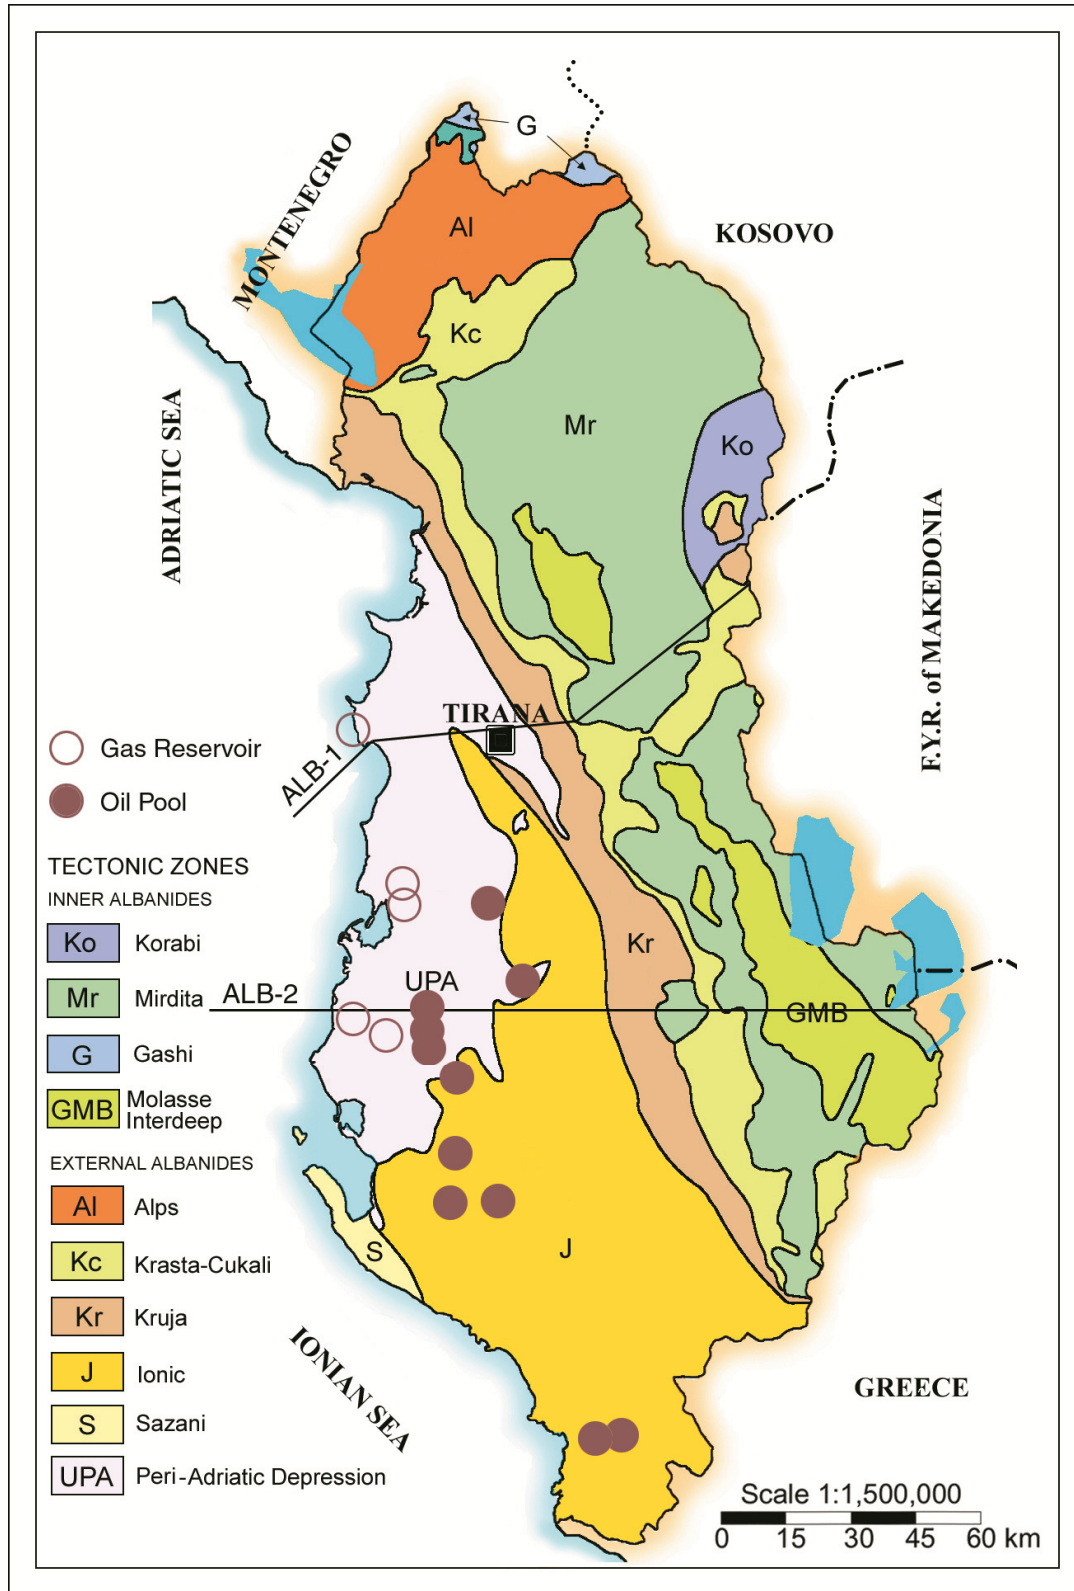 G
MONTENEGRO
KOSOVO
Al
Kc
Mr
Ko
ADRIATIC SEA
F.Y.R. of MAKEDONIA
TIRANA
ALB-1
Gas Reservoir
Oil Pool
TECTONIC ZONES
INNER ALBANIDES
Ko Korabi
Mr Mirdita
G Gashi
GMB Molasse
Interdeep
EXTERNAL ALBANIDES
Al Alps
Kc Krasta-Cukali
Kr Kruja
J Ionic
S Sazani
UPA Peri-Adriatic Depression
Kr
UPA
ALB-2
GMB
S
J
IONIAN SEA
GREECE
Scale 1:1,500,000
0 15 30 45 60 km